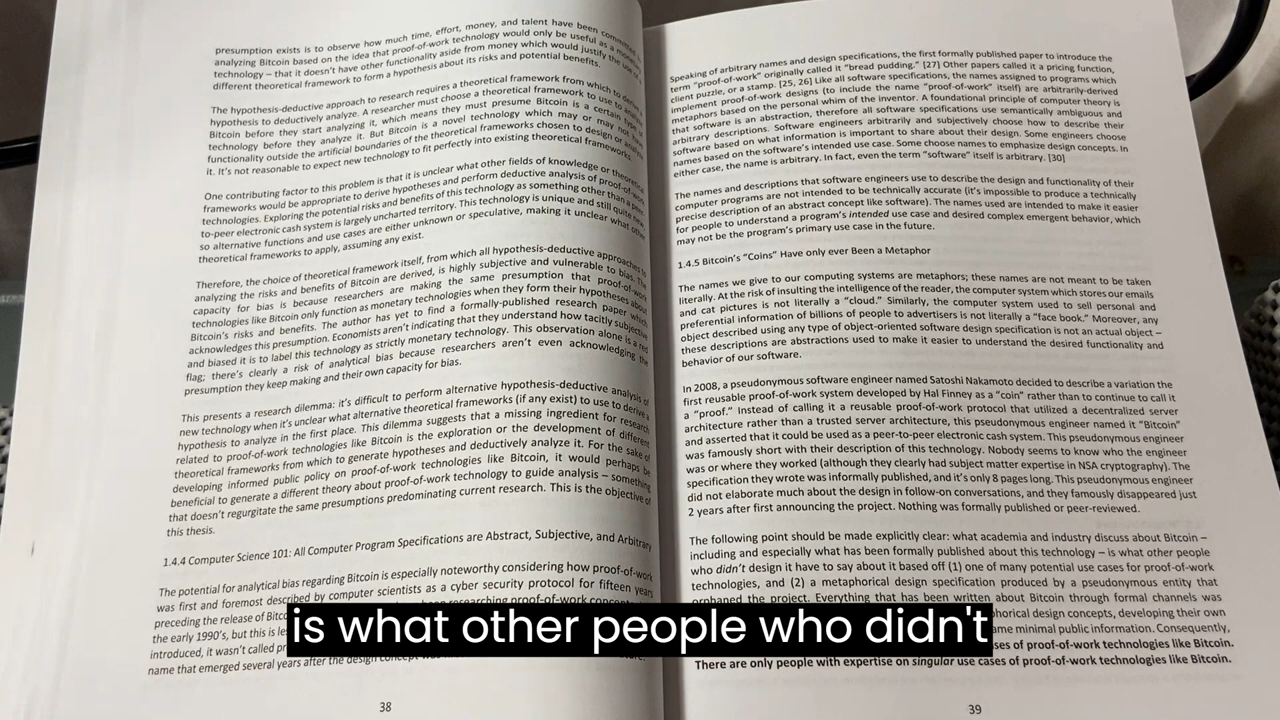 presumption exists is to observe how much time, effort, money, and talent have been committed
analyzing Bitcoin based on the idea that proof-of-work technology would only be useful as a
technology – that it doesn't have other functionality aside from money which would justify the use of a
different theoretical framework to form a hypothesis about its risks and potential benefits.
The hypothesis-deductive approach to research requires a theoretical framework from which to derive
hypothesis to deductively analyze. A researcher must choose a theoretical framework to use to
Bitcoin before they start analyzing it, which means they must presume Bitcoin is a certain type of
technology before they analyze it. But Bitcoin is a novel technology which may or may not
functionality outside the artificial boundaries of the theoretical frameworks chosen to design or
it. It's not reasonable to expect new technology to fit perfectly into existing theoretical frameworks.
One contributing factor to this problem is that it is unclear what other fields of knowledge or
frameworks would be appropriate to derive hypotheses and perform deductive analysis of proof-of-work
technologies. Exploring the potential risks and benefits of this technology as something other than a peer-
to-peer electronic cash system is largely uncharted territory. This technology is unique and still quite new,
so alternative functions and use cases are either unknown or speculative, making it unclear what other
theoretical frameworks to apply, assuming any exist.
Therefore, the choice of theoretical framework itself, from which all hypothesis-deductive approaches to
analyzing the risks and benefits of Bitcoin are derived, is highly subjective and vulnerable to bias. The
capacity for bias is because researchers are making the same presumption that proof-of-work
technologies like Bitcoin only function as monetary technologies when they form their hypotheses about
Bitcoin's risks and benefits. The author has yet to find a formally-published research paper which
acknowledges this presumption. Economists aren't indicating that they understand how tacitly subjective
and biased it is to label this technology as strictly monetary technology. This observation alone is a red
flag; there's clearly a risk of analytical bias because researchers aren't even acknowledging the
presumption they keep making and their own capacity for bias.
This presents a research dilemma: it's difficult to perform alternative hypothesis-deductive analysis of
new technology when it's unclear what alternative theoretical frameworks (if any exist) to use to derive a
hypothesis to analyze in the first place. This dilemma suggests that a missing ingredient for research
related to proof-of-work technologies like Bitcoin is the exploration or the development of different
theoretical frameworks from which to generate hypotheses and deductively analyze it. For the sake of
developing informed public policy on proof-of-work technologies like Bitcoin, it would perhaps be
beneficial to generate a different theory about proof-of-work technology to guide analysis – something
that doesn't regurgitate the same presumptions predominating current research. This is the objective of
this thesis.
1.4.4 Computer Science 101: All Computer Program Specifications are Abstract, Subjective, and Arbitrary
The potential for analytical bias regarding Bitcoin is especially noteworthy considering how proof-of-work
was first and foremost described by computer scientists as a cyber security protocol for fifteen years
preceding the release of Bitc researching proof-of-work
the early 1990's, but this is le
introduced, it wasn't called pr
name that emerged several years after the design concept was
38
Speaking of arbitrary names and design specifications, the first formally published paper to introduce the
term "proof-of-work" originally called it "bread pudding." [27] Other papers called it a pricing function,
client puzzle, or a stamp. [25, 26] Like all software specifications, the names assigned to programs which
implement proof-of-work designs (to include the name "proof-of-work" itself) are arbitrarily-derived
metaphors based on the personal whim of the inventor. A foundational principle of computer theory is
that software is an abstraction, therefore all software specifications use semantically ambiguous and
arbitrary descriptions. Software engineers arbitrarily and subjectively choose how to describe their
software based on what information is important to share about their design. Some engineers choose
names based on the software's intended use case. Some choose names to emphasize design concepts. In
either case, the name is arbitrary. In fact, even the term "software" itself is arbitrary. [30]
The names and descriptions that software engineers use to describe the design and functionality of their
computer programs are not intended to be technically accurate (it's impossible to produce a technically
precise description of an abstract concept like software). The names used are intended to make it easier
for people to understand a program's intended use case and desired complex emergent behavior, which
may not be the program's primary use case in the future.
1.4.5 Bitcoin's "Coins" Have only ever Been a Metaphor
The names we give to our computing systems are metaphors; these names are not meant to be taken
literally. At the risk of insulting the intelligence of the reader, the computer system which stores our emails
and cat pictures is not literally a "cloud." Similarly, the computer system used to sell personal and
preferential information of billions of people to advertisers is not literally a "face book." Moreover, any
object described using any type of object-oriented software design specification is not an actual object –
these descriptions are abstractions used to make it easier to understand the desired functionality and
behavior of our software.
In 2008, a pseudonymous software engineer named Satoshi Nakamoto decided to describe a variation the
first reusable proof-of-work system developed by Hal Finney as a "coin" rather than to continue to call it
a "proof." Instead of calling it a reusable proof-of-work protocol that utilized a decentralized server
architecture rather than a trusted server architecture, this pseudonymous engineer named it "Bitcoin"
and asserted that it could be used as a peer-to-peer electronic cash system. This pseudonymous engineer
was famously short with their description of this technology. Nobody seems to know who the engineer
was or where they worked (although they clearly had subject matter expertise in NSA cryptography). The
specification they wrote was informally published, and it's only 8 pages long. This pseudonymous engineer
did not elaborate much about the design in follow-on conversations, and they famously disappeared just
2 years after first announcing the project. Nothing was formally published or peer-reviewed.
The following point should be made explicitly clear: what academia and industry discuss about Bitcoin –
including and especially what has been formally published about this technology – is what other people
who didn't design it have to say about it based off (1) one of many potential use cases for proof-of-work
technologies, and (2) a metaphorical design specification produced by a pseudonymous entity that
orphaned the project. Everything that has been written about Bitcoin through formal channels was
phorical design concepts, developing their own
ame minimal public information. Consequently,
ses of proof-of-work technologies like Bitcoin.
There are only people with expertise on singular use cases of proof-of-work technologies like Bitcoin.
39
is what other people who didn't